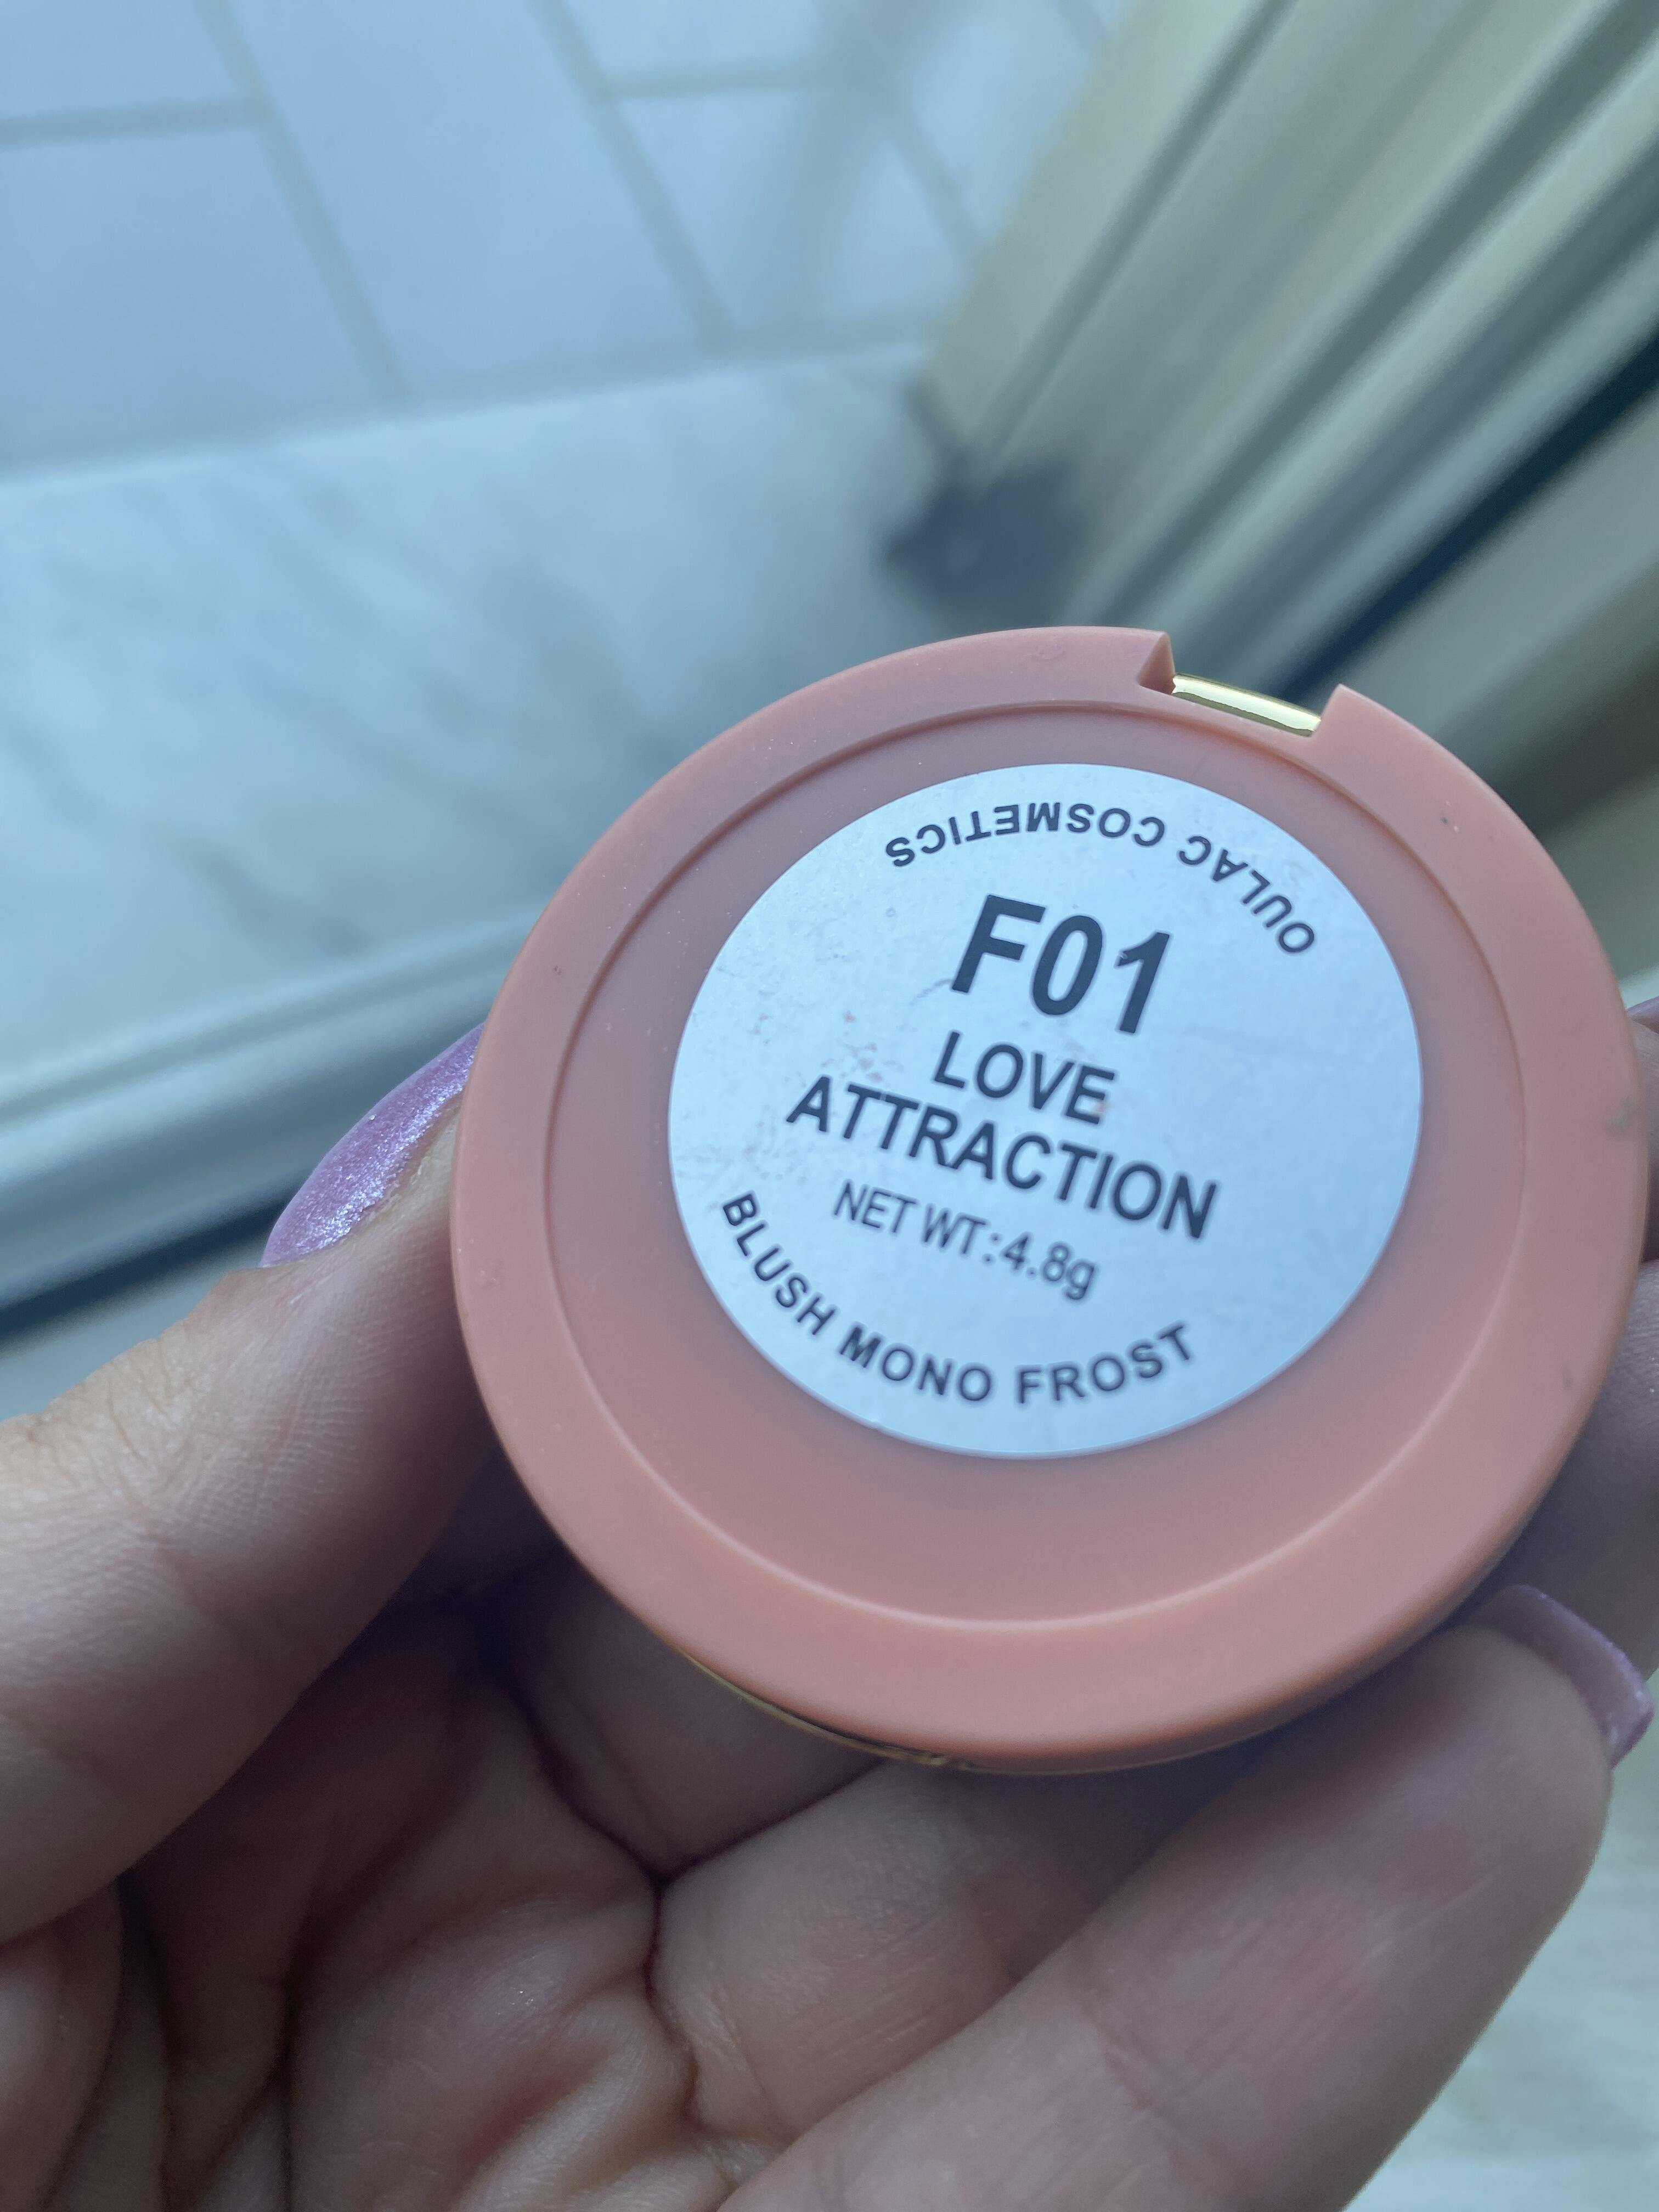 OULAC COSMETICS
F01
LOVE
ATTRACTION
NET WT:4.8g
BLUSH MONO FROST